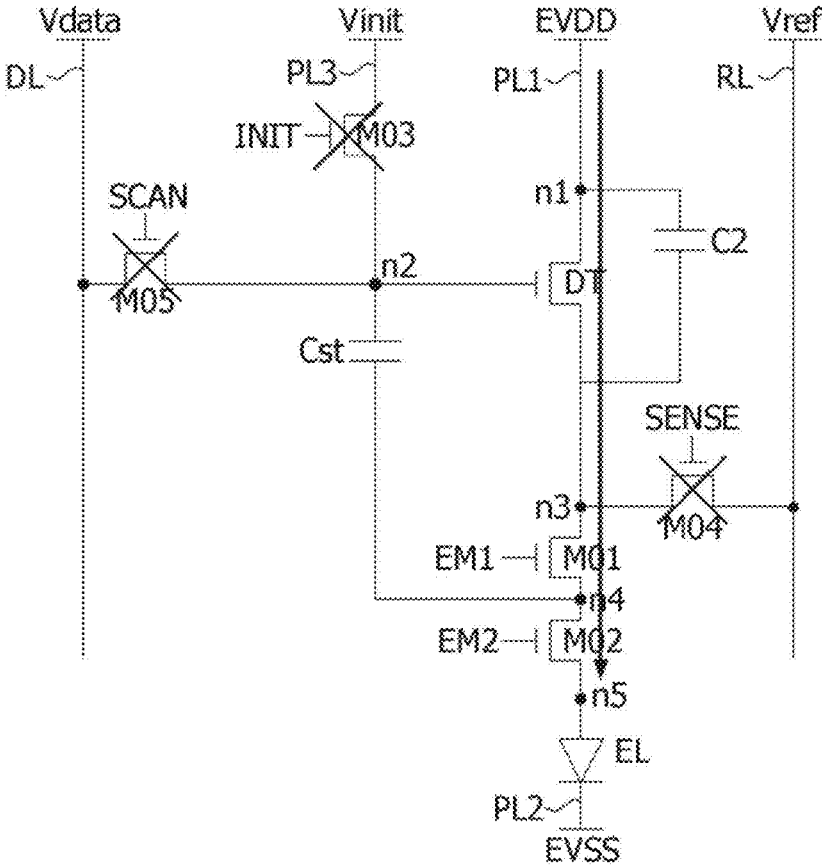 Vdata
Vinit
EVDD
Vref
DL
PL3
PL1
RL
INIT
M03
SCAN
n1
C2
M05
n2
DT
Cst
SENSE
n3
M04
EM1
M01
n4
EM2
M02
n5
EL
PL2
EVSS